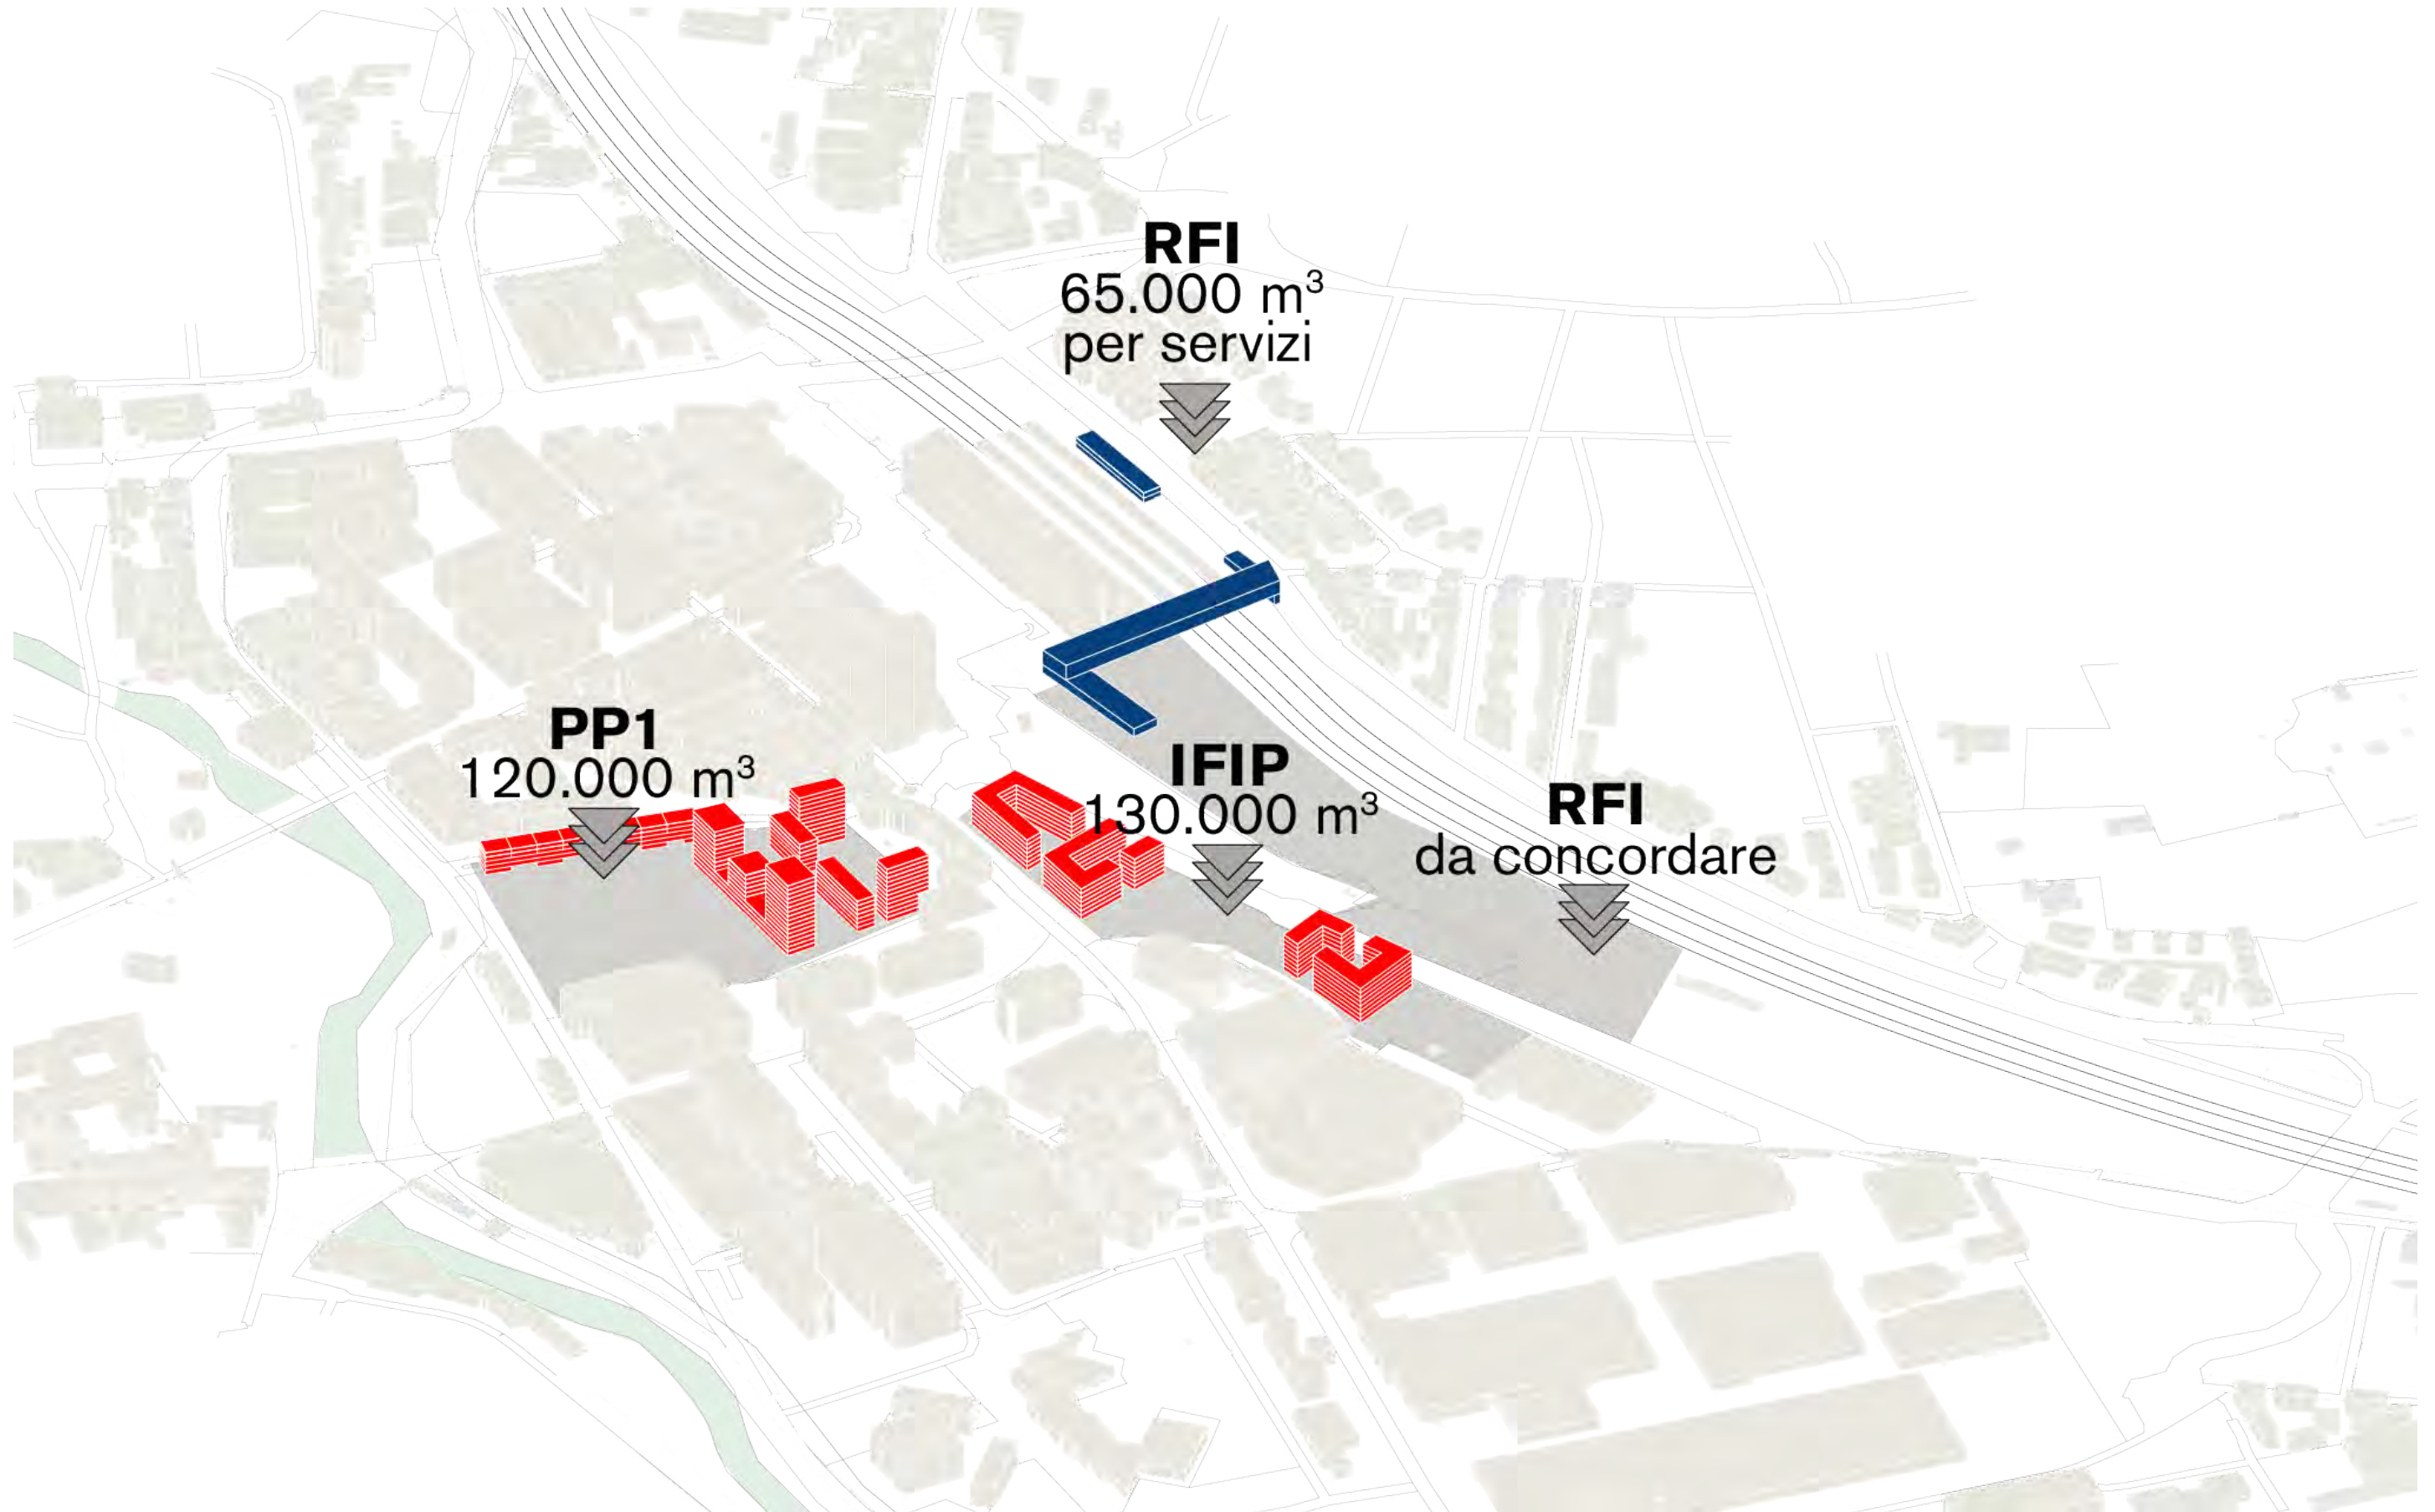 RFI
65.000 m³
per servizi
PP1
120.000 m³
IFIP
130.000 m³
RFI
da concordare